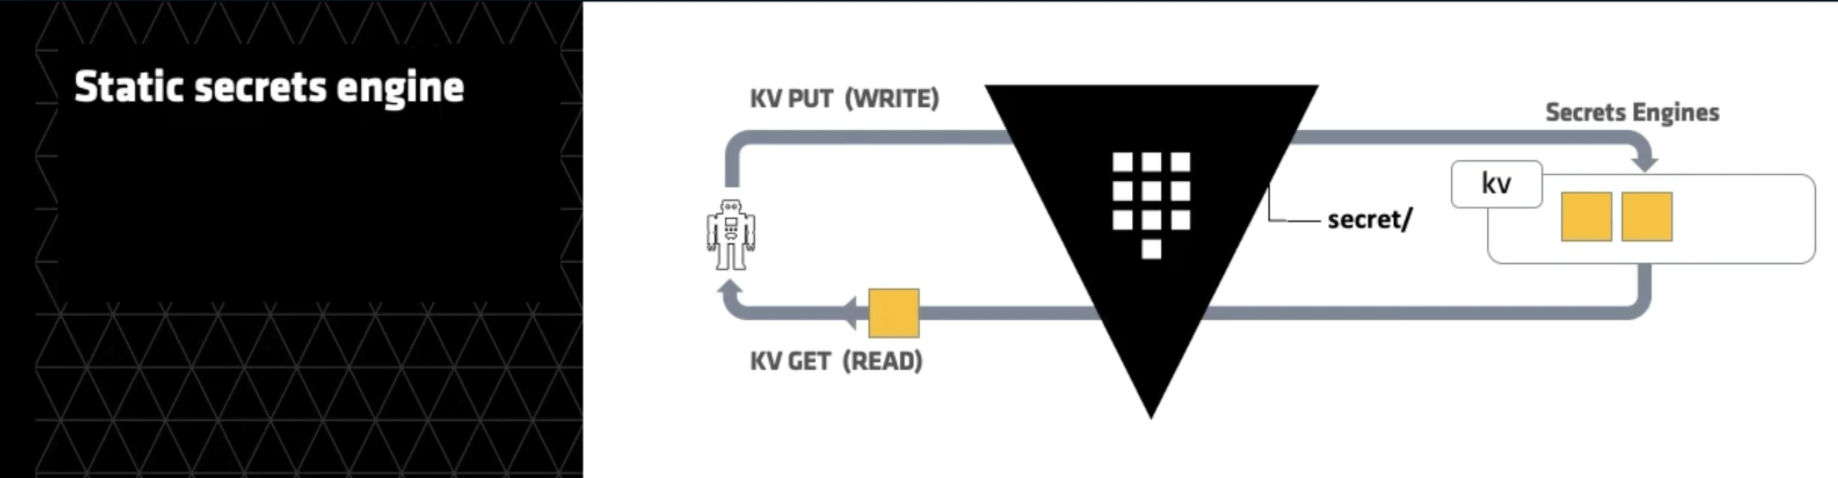 Static secrets engine
KV PUT (WRITE)
Secrets Engines
kv
secret/
KV GET (READ)